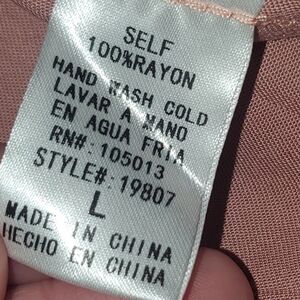 SELF
100%RAYON
HAND WASH COLD
LAVAR A MANO
EN AGUA FRIA
RN#: 105013
STYLE#: 19807
L
MADE IN CHINA
HECHO EN CHINA